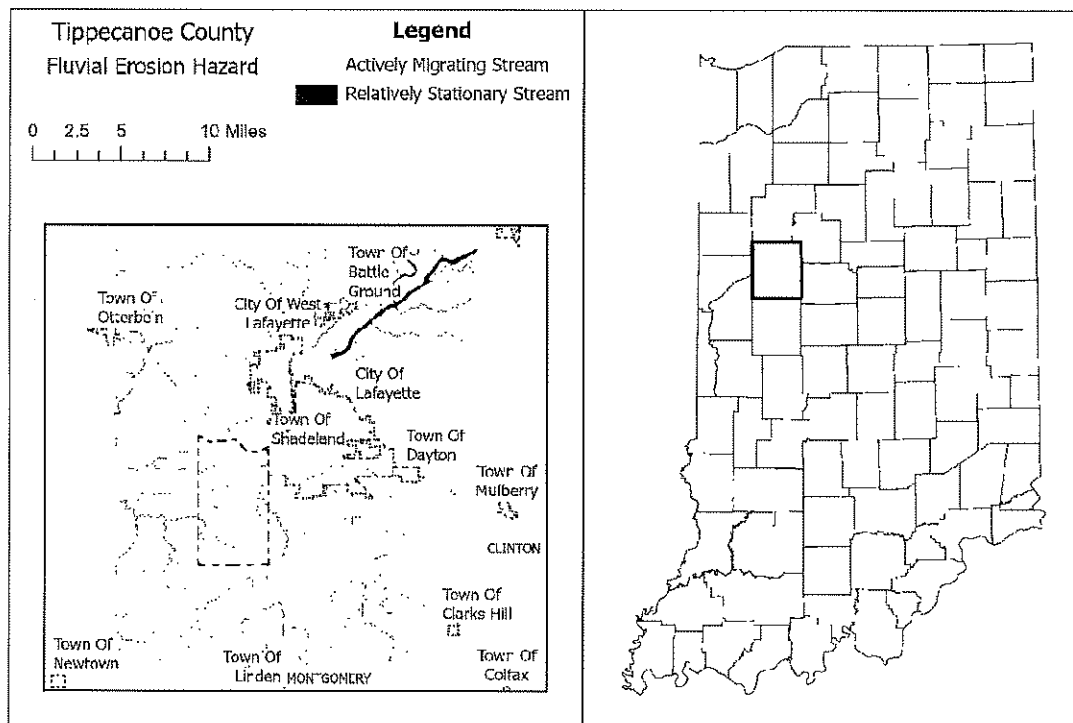 Tippecanoe County
Fluvial Erosion Hazard
Legend
Actively Migrating Stream
Relatively Stationary Stream
0 2.5 5 10 Miles
Town Of
Battle
Ground
Town Of
Otterbein
City Of West
Lafayette
City Of
Lafayette
Town Of
Shadeland
Town Of
Dayton
Town Of
Mulberry
CLINTON
Town Of
Clarks Hill
Town Of
Newtown
Town Of
Linden MONTGOMERY
Town Of
Colfax